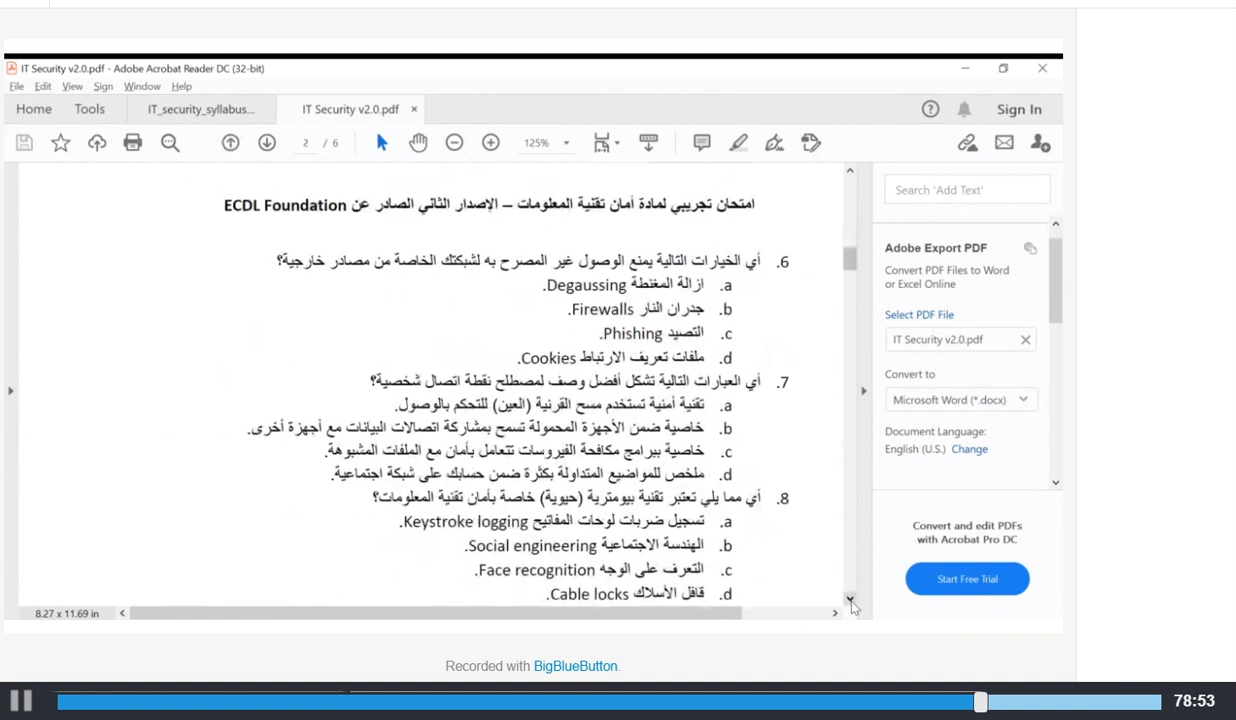 IT Security v2.0.pdf - Adobe Acrobat Reader DC (32-bit)
File Edit View Sign Window Help
Home Tools IT_security_syllabus... IT Security v2.0.pdf × Sign In
2 / 6 125%
امتحان تجريبي لمادة أمان تقنية المعلومات – الإصدار الثاني الصادر عن ECDL Foundation
6. أي الخيارات التالية يمنع الوصول غير المصرح به لشبكتك الخاصة من مصادر خارجية؟
a. ازالة المغنطة Degaussing.
b. جدران النار Firewalls.
c. التصيد Phishing.
d. ملفات تعريف الارتباط Cookies.
7. أي العبارات التالية تشكل أفضل وصف لمصطلح نقطة اتصال شخصية؟
a. تقنية أمنية تستخدم مسح القرنية (العين) للتحكم بالوصول.
b. خاصية ضمن الأجهزة المحمولة تسمح بمشاركة اتصالات البيانات مع أجهزة أخرى.
c. خاصية ببرامج مكافحة الفيروسات تتعامل بأمان مع الملفات المشبوهة.
d. ملخص للمواضيع المتداولة بكثرة ضمن حسابك على شبكة اجتماعية.
8. أي مما يلي تعتبر تقنية بيومترية (حيوية) خاصة بأمان تقنية المعلومات؟
a. تسجيل ضربات لوحات المفاتيح Keystroke logging.
b. الهندسة الاجتماعية Social engineering.
c. التعرف على الوجه Face recognition.
d. قافل الأسلاك Cable locks.
8.27 x 11.69 in
Search 'Add Text'
Adobe Export PDF
Convert PDF Files to Word
or Excel Online
Select PDF File
IT Security v2.0.pdf
Convert to
Microsoft Word (*.docx)
Document Language:
English (U.S.) Change
Convert and edit PDFs
with Acrobat Pro DC
Start Free Trial
Recorded with BigBlueButton.
78:53